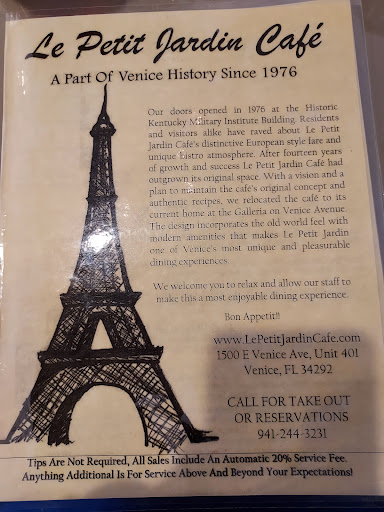 Le Petit Jardin Café
A Part Of Venice History Since 1976
Our doors opened in 1976 at the Historic
Kentucky Military Institute Building. Residents
and visitors alike have raved about Le Petit
Jardin Café's distinctive European style fare and
unique bistro atmosphere. After fourteen years
of growth and success Le Petit Jardin Café had
outgrown its original space. With a vision and a
plan to maintain the cafe's original concept and
authentic recipes, we relocated the café to its
current home at the Galleria on Venice Avenue.
The design incorporates the old world feel with
modern amenities that makes Le Petit Jardin
one of Venice's most unique and pleasurable
dining experiences.
We welcome you to relax and allow our staff to
make this a most enjoyable dining experience.
Bon Appetit!!
www.LePetitJardinCafe.com
1500 E Venice Ave, Unit 401
Venice, FL 34292
CALL FOR TAKE OUT
OR RESERVATIONS
941-244-3231
Tips Are Not Required, All Sales Include An Automatic 20% Service Fee.
Anything Additional Is For Service Above And Beyond Your Expectations!